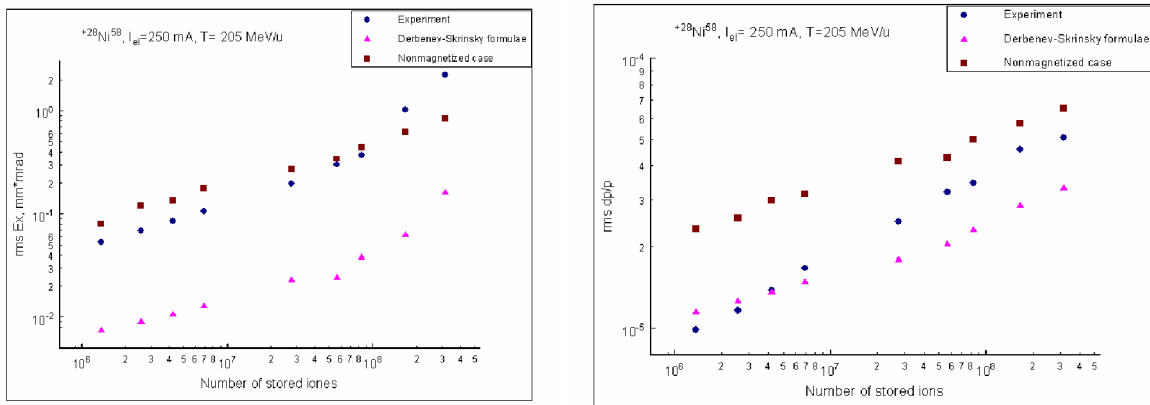 +28Ni58, Iel=250 mA, T= 205 MeV/u
Experiment
Derbenev-Skrinsky formulae
Nonmagnetized case
rms Ex, mm*mrad
2
10^0
6
5
4
3
2
10^-1
6
5
4
3
2
10^-2
10^6 2 3 4 5 6 7 8 10^7 2 3 4 5 6 7 8 10^8 2 3 4 5
Number of stored iones
+28Ni58, Iel= 250 mA, T=205 MeV/u
Experiment
Derbenev-Skrinsky formulae
Nonmagnetized case
rms dp/p
10^-4
8
7
6
5
4
3
2
10^-5
10^6 2 3 4 5 6 7 8 10^7 2 3 4 5 6 7 8 10^8 2 3 4 5
Number of stored ions